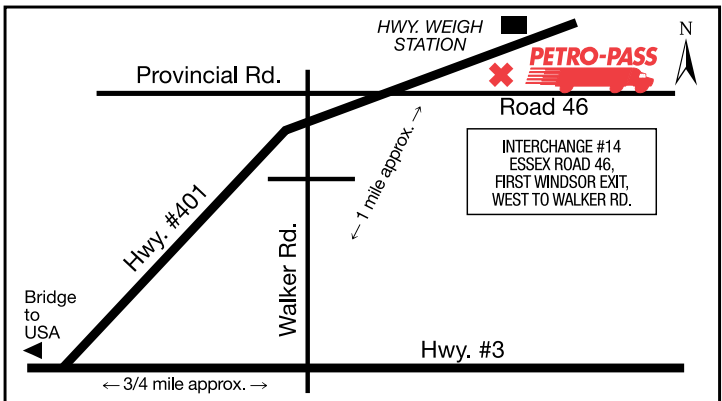 HWY. WEIGH
STATION
N
PETRO-PASS
Provincial Rd.
Road 46
INTERCHANGE #14
ESSEX ROAD 46,
FIRST WINDSOR EXIT,
WEST TO WALKER RD.
← 1 mile approx. →
Hwy. #401
Walker Rd.
Bridge
to
USA
Hwy. #3
← 3/4 mile approx. →